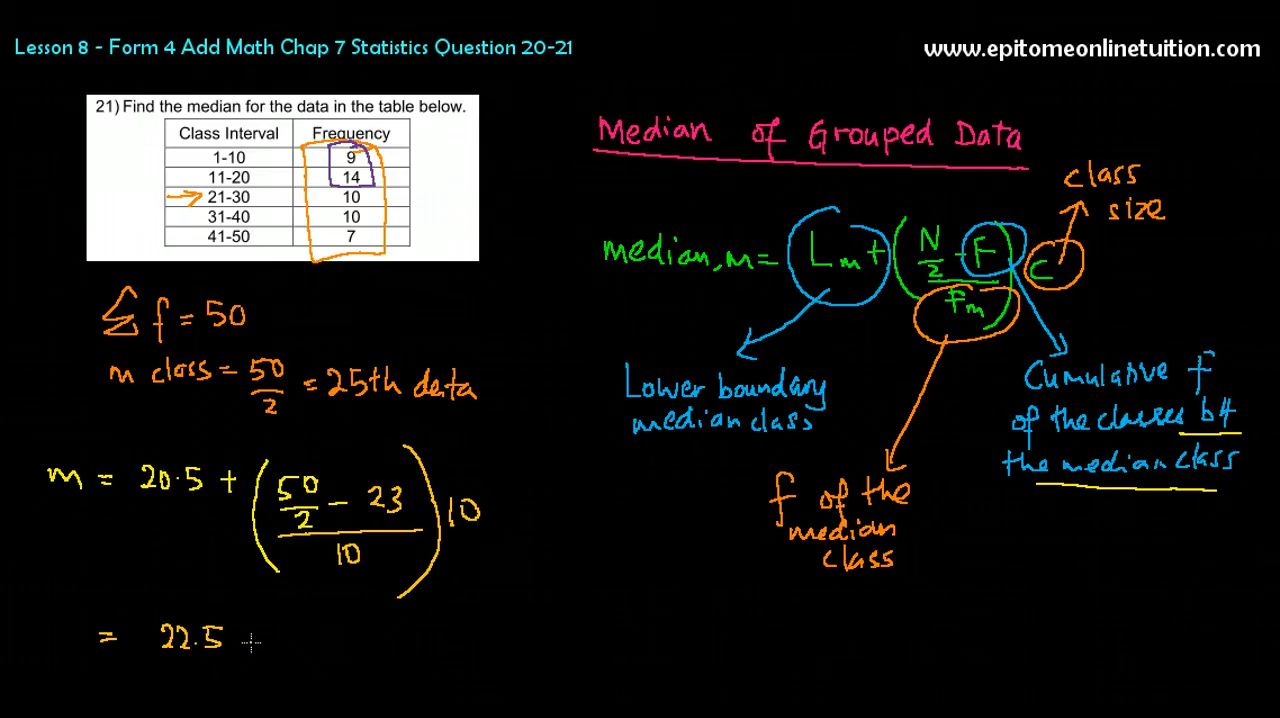 Lesson 8 - Form 4 Add Math Chap 7 Statistics Question 20-21
www.epitomeonlinetuition.com
21) Find the median for the data in the table below.
Class Interval Frequency
1-10 9
11-20 14
21-30 10
31-40 10
41-50 7
Σ f = 50
m class = 50/2 = 25th data
m = 20.5 + (50/2 - 23 / 10) 10
= 22.5
Median of Grouped Data
class
size
median, m = Lm + (N/2 - F / Fm) C
Lower boundary
median class
Cumulative f
of the classes b4
the median class
f of the
median
class